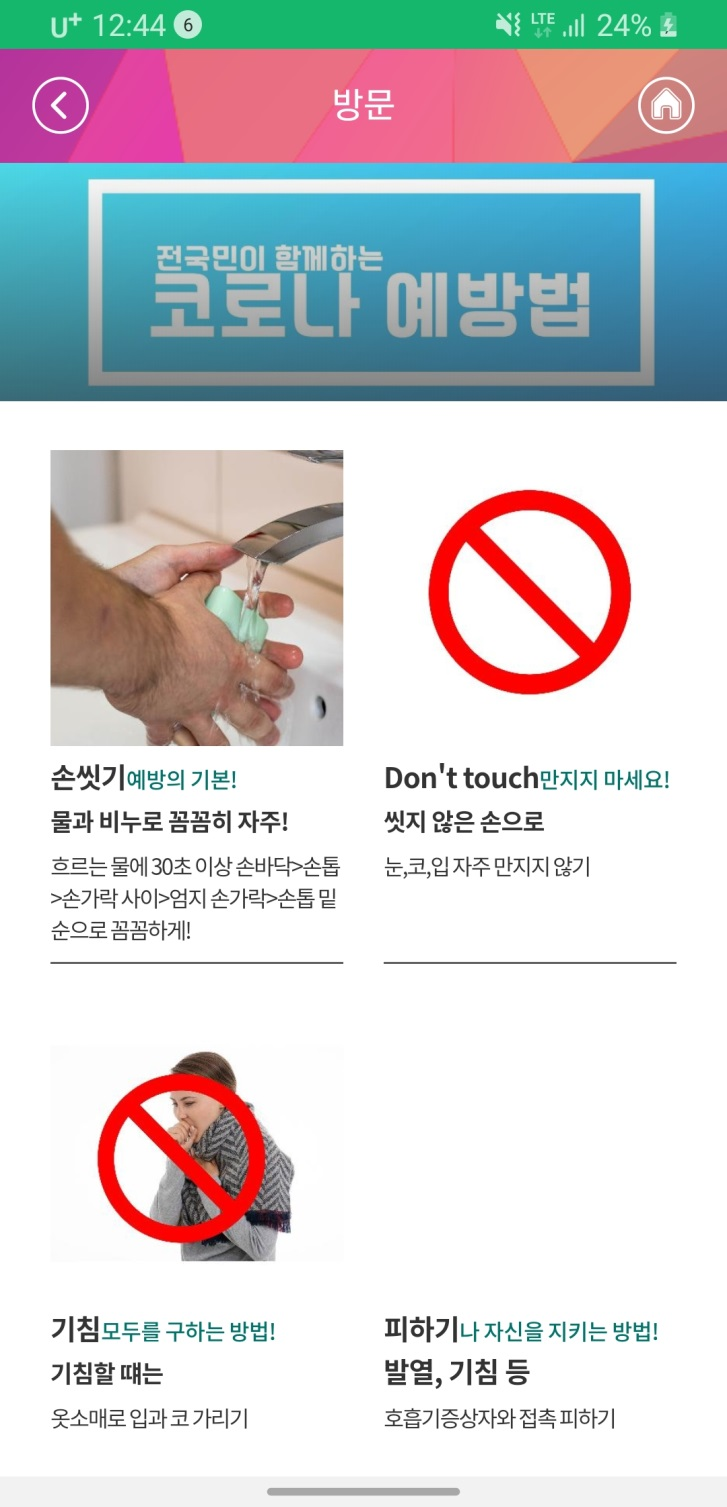 U+ 12:44 6 LTE 24%
방문
전국민이 함께하는
코로나 예방법
손씻기예방의 기본!
물과 비누로 꼼꼼히 자주!
흐르는 물에 30초 이상 손바닥>손톱
>손가락 사이>엄지 손가락>손톱 밑
순으로 꼼꼼하게!
Don't touch만지지 마세요!
씻지 않은 손으로
눈,코,입 자주 만지지 않기
기침모두를 구하는 방법!
기침할 떄는
옷소매로 입과 코 가리기
피하기나 자신을 지키는 방법!
발열, 기침 등
호흡기증상자와 접촉 피하기